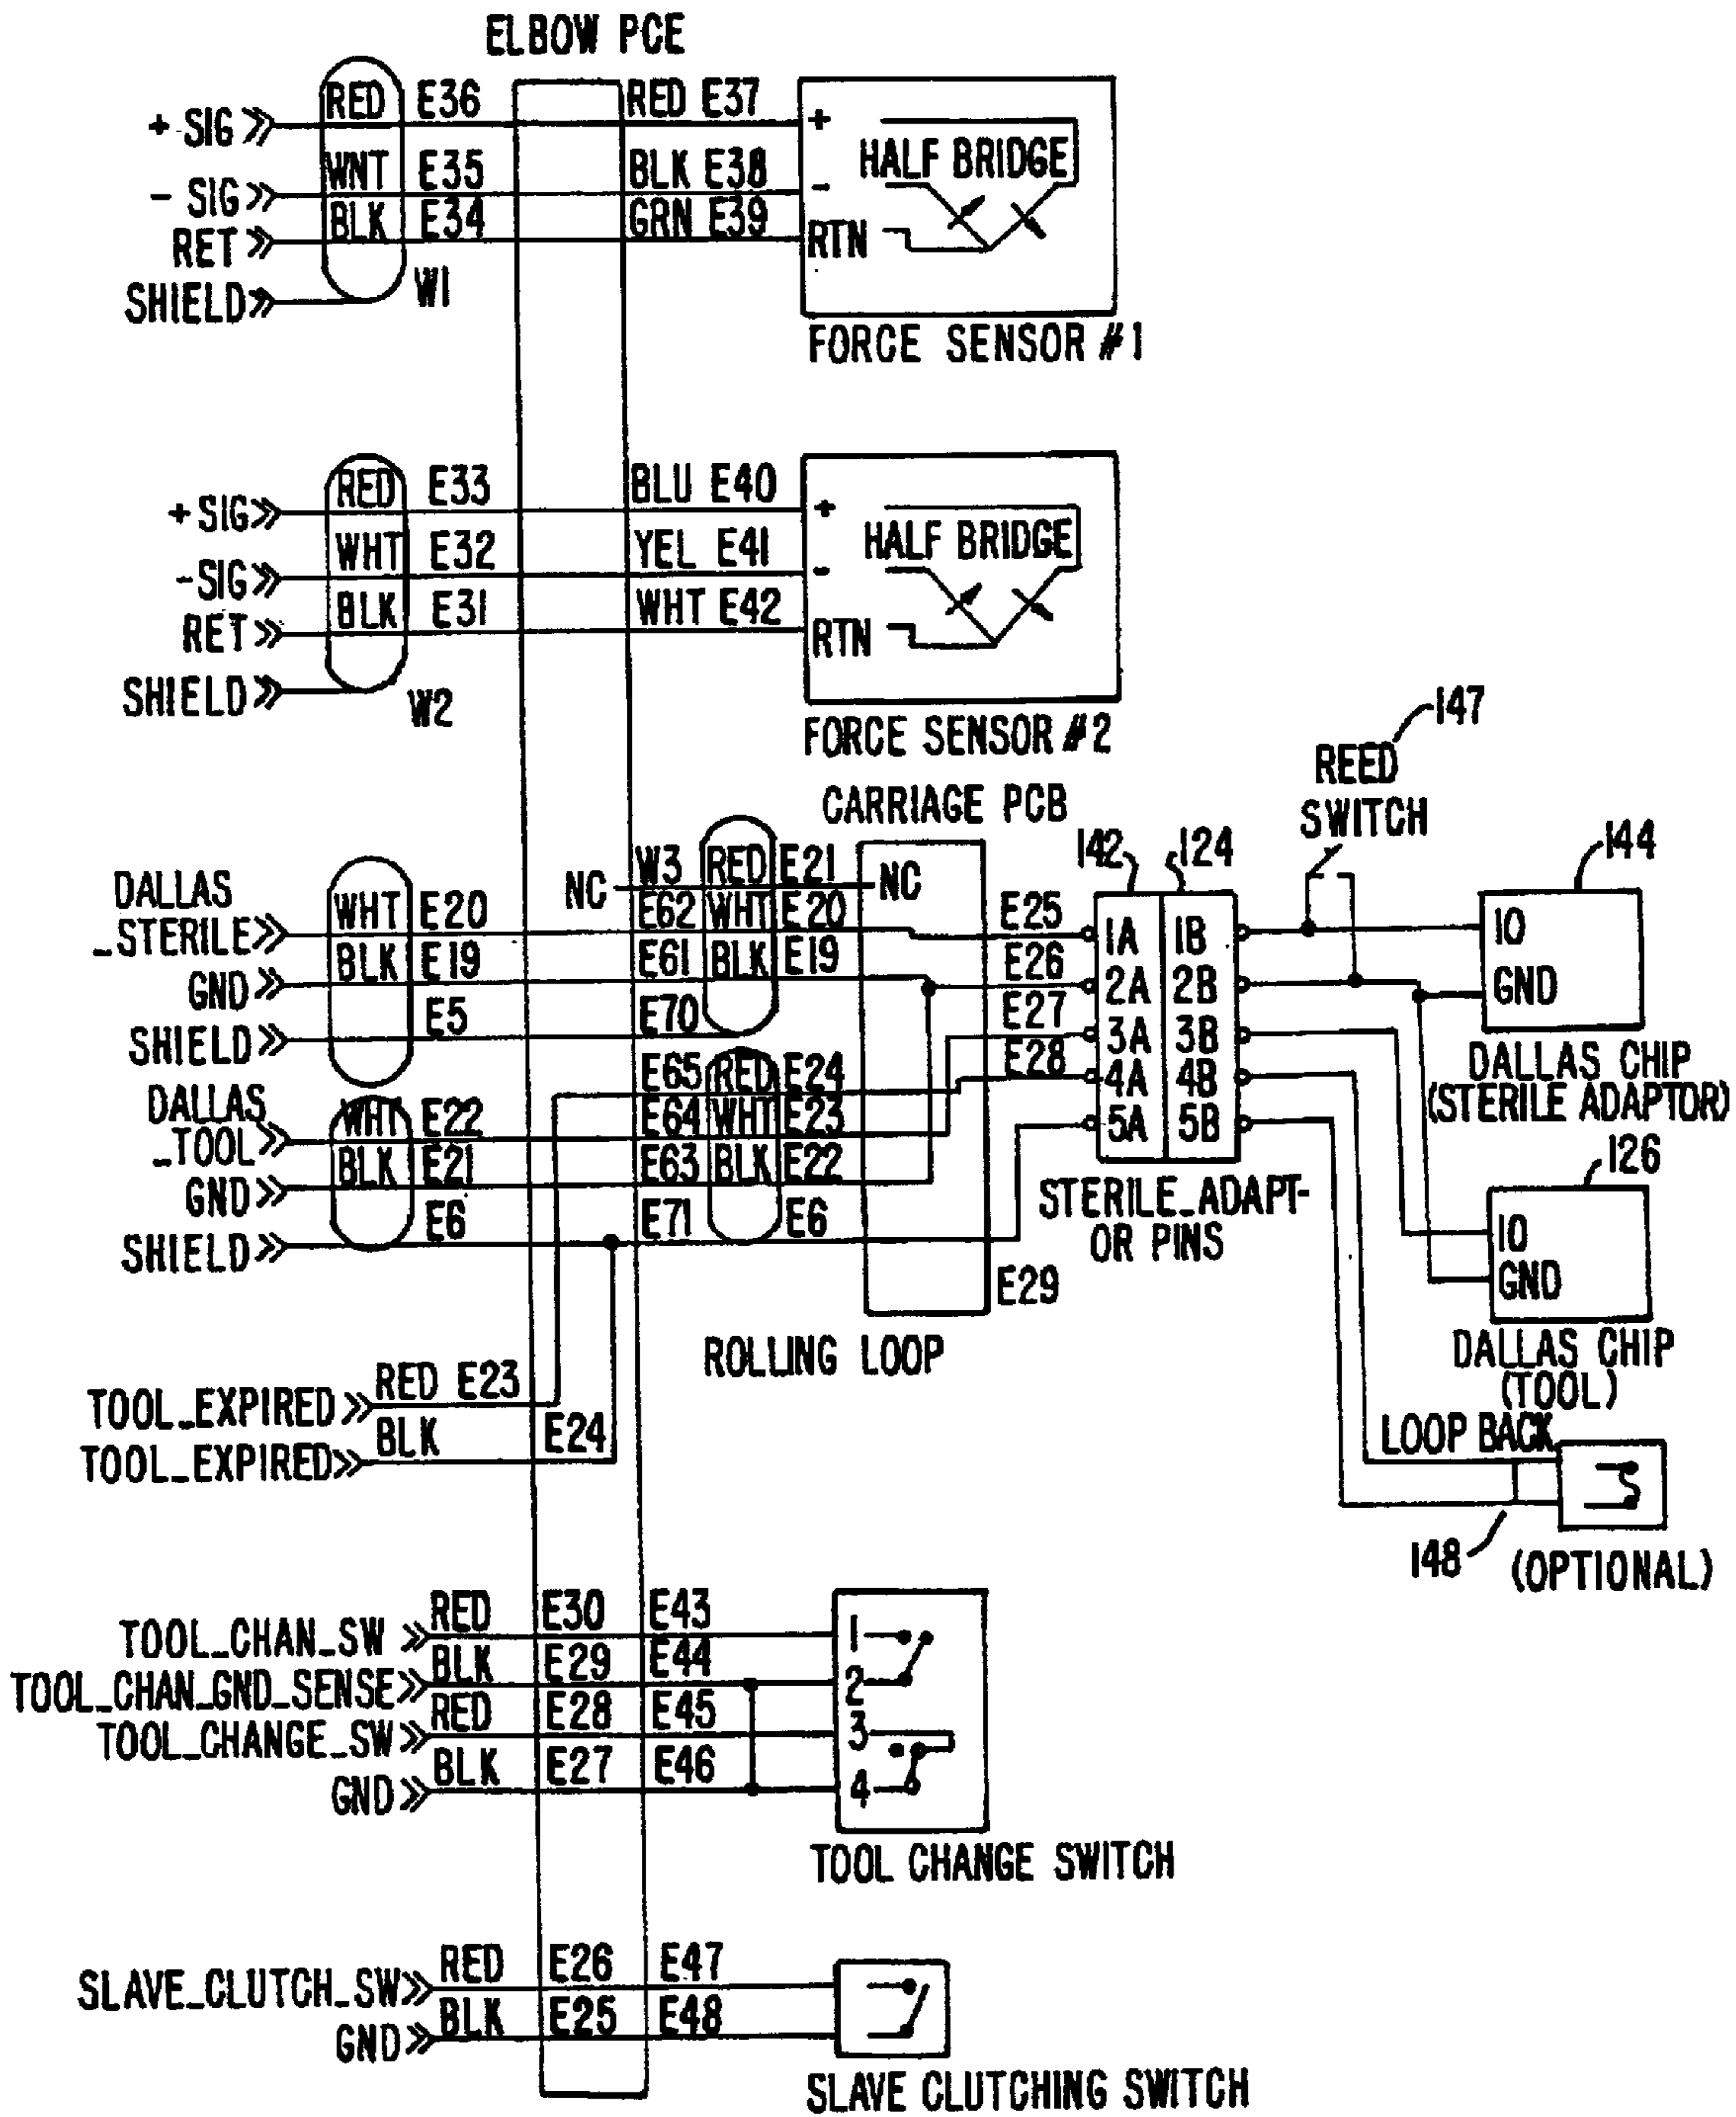 ELBOW PCE
+ SIG RED E36 RED E37 +
- SIG WNT E35 BLK E38 -
RET BLK E34 GRN E39 RTN
HALF BRIDGE
SHIELD W1
FORCE SENSOR #1
+ SIG RED E33 BLU E40 +
-SIG WHT E32 YEL E41 -
RET BLK E31 WHT E42 RTN
HALF BRIDGE
SHIELD W2
FORCE SENSOR #2
147
REED
SWITCH
CARRIAGE PCB
142 124 144
NC W3 RED E21 NC
DALLAS
_STERILE WHT E20 E62 WHT E20 E25 1A 1B IO
GND BLK E19 E61 BLK E19 E26 2A 2B GND
SHIELD E5 E70 E27 3A 3B
DALLAS CHIP
(STERILE ADAPTOR)
E65 RED E24 E28 4A 4B
DALLAS
_TOOL WHT E22 E64 WHT E23 5A 5B
GND BLK E21 E63 BLK E22
SHIELD E6 E71 E6
STERILE_ADAPT-
OR PINS
126
IO
GND
E29
DALLAS CHIP
(TOOL)
ROLLING LOOP
TOOL_EXPIRED RED E23
TOOL_EXPIRED BLK E24
LOOP BACK
148 (OPTIONAL)
TOOL_CHAN_SW RED E30 E43 1
TOOL_CHAN_GND_SENSE BLK E29 E44 2
TOOL_CHANGE_SW RED E28 E45 3
GND BLK E27 E46 4
TOOL CHANGE SWITCH
SLAVE_CLUTCH_SW RED E26 E47
GND BLK E25 E48
SLAVE CLUTCHING SWITCH